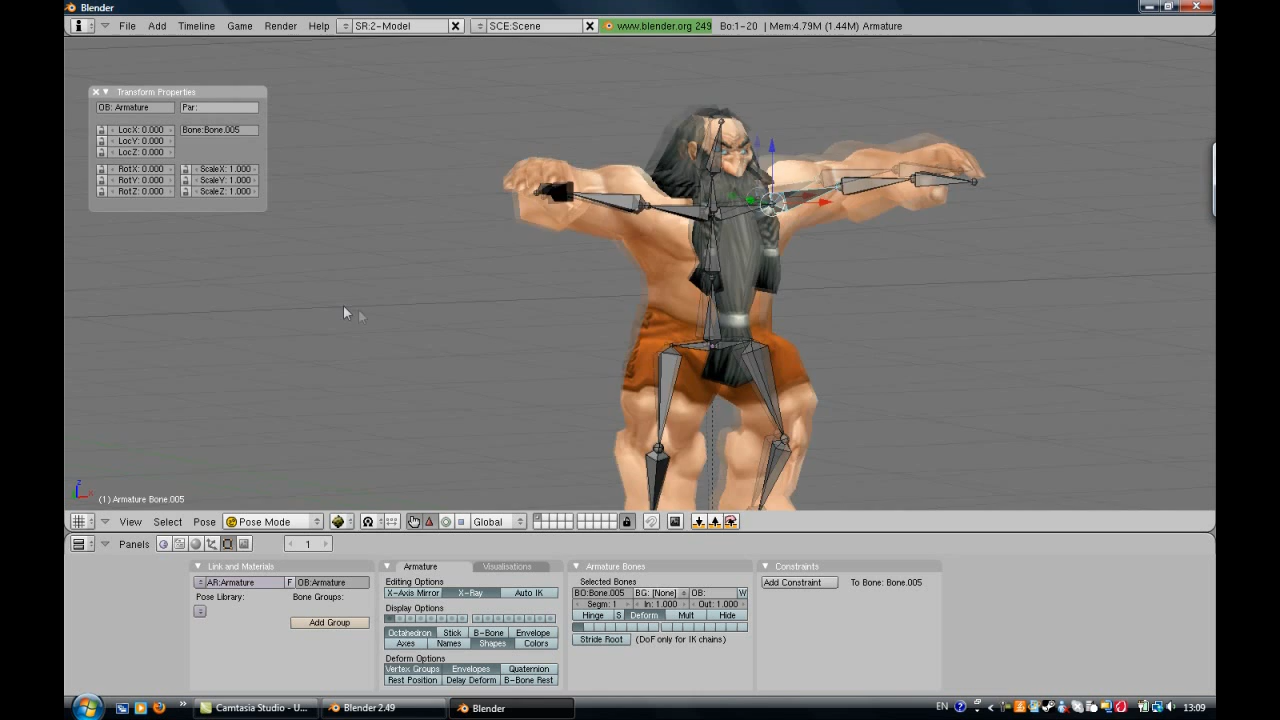 Blender
File Add Timeline Game Render Help SR:2-Model SCE:Scene www.blender.org 249 Bo:1-20 | Mem:4.79M (1.44M) Armature
Transform Properties
OB: Armature Par:
LocX: 0.000 Bone:Bone.005
LocY: 0.000
LocZ: 0.000
RotX: 0.000 ScaleX: 1.000
RotY: 0.000 ScaleY: 1.000
RotZ: 0.000 ScaleZ: 1.000
z
x
(1) Armature Bone.005
View Select Pose Pose Mode Global
Panels 1
Link and Materials Armature Visualisations Armature Bones Constraints
AR:Armature F OB:Armature Editing Options Selected Bones Add Constraint To Bone: Bone.005
Pose Library: Bone Groups: X-Axis Mirror X-Ray Auto IK BO:Bone.005 BG: [None] OB: W
Display Options Segm: 1 In: 1.000 Out: 1.000
Add Group Hinge S Deform Mult Hide
Octahedron Stick B-Bone Envelope
Axes Names Shapes Colors Stride Root (DoF only for IK chains)
Deform Options
Vertex Groups Envelopes Quaternion
Rest Position Delay Deform B-Bone Rest
Camtasia Studio - U... Blender 2.49 Blender EN 13:09